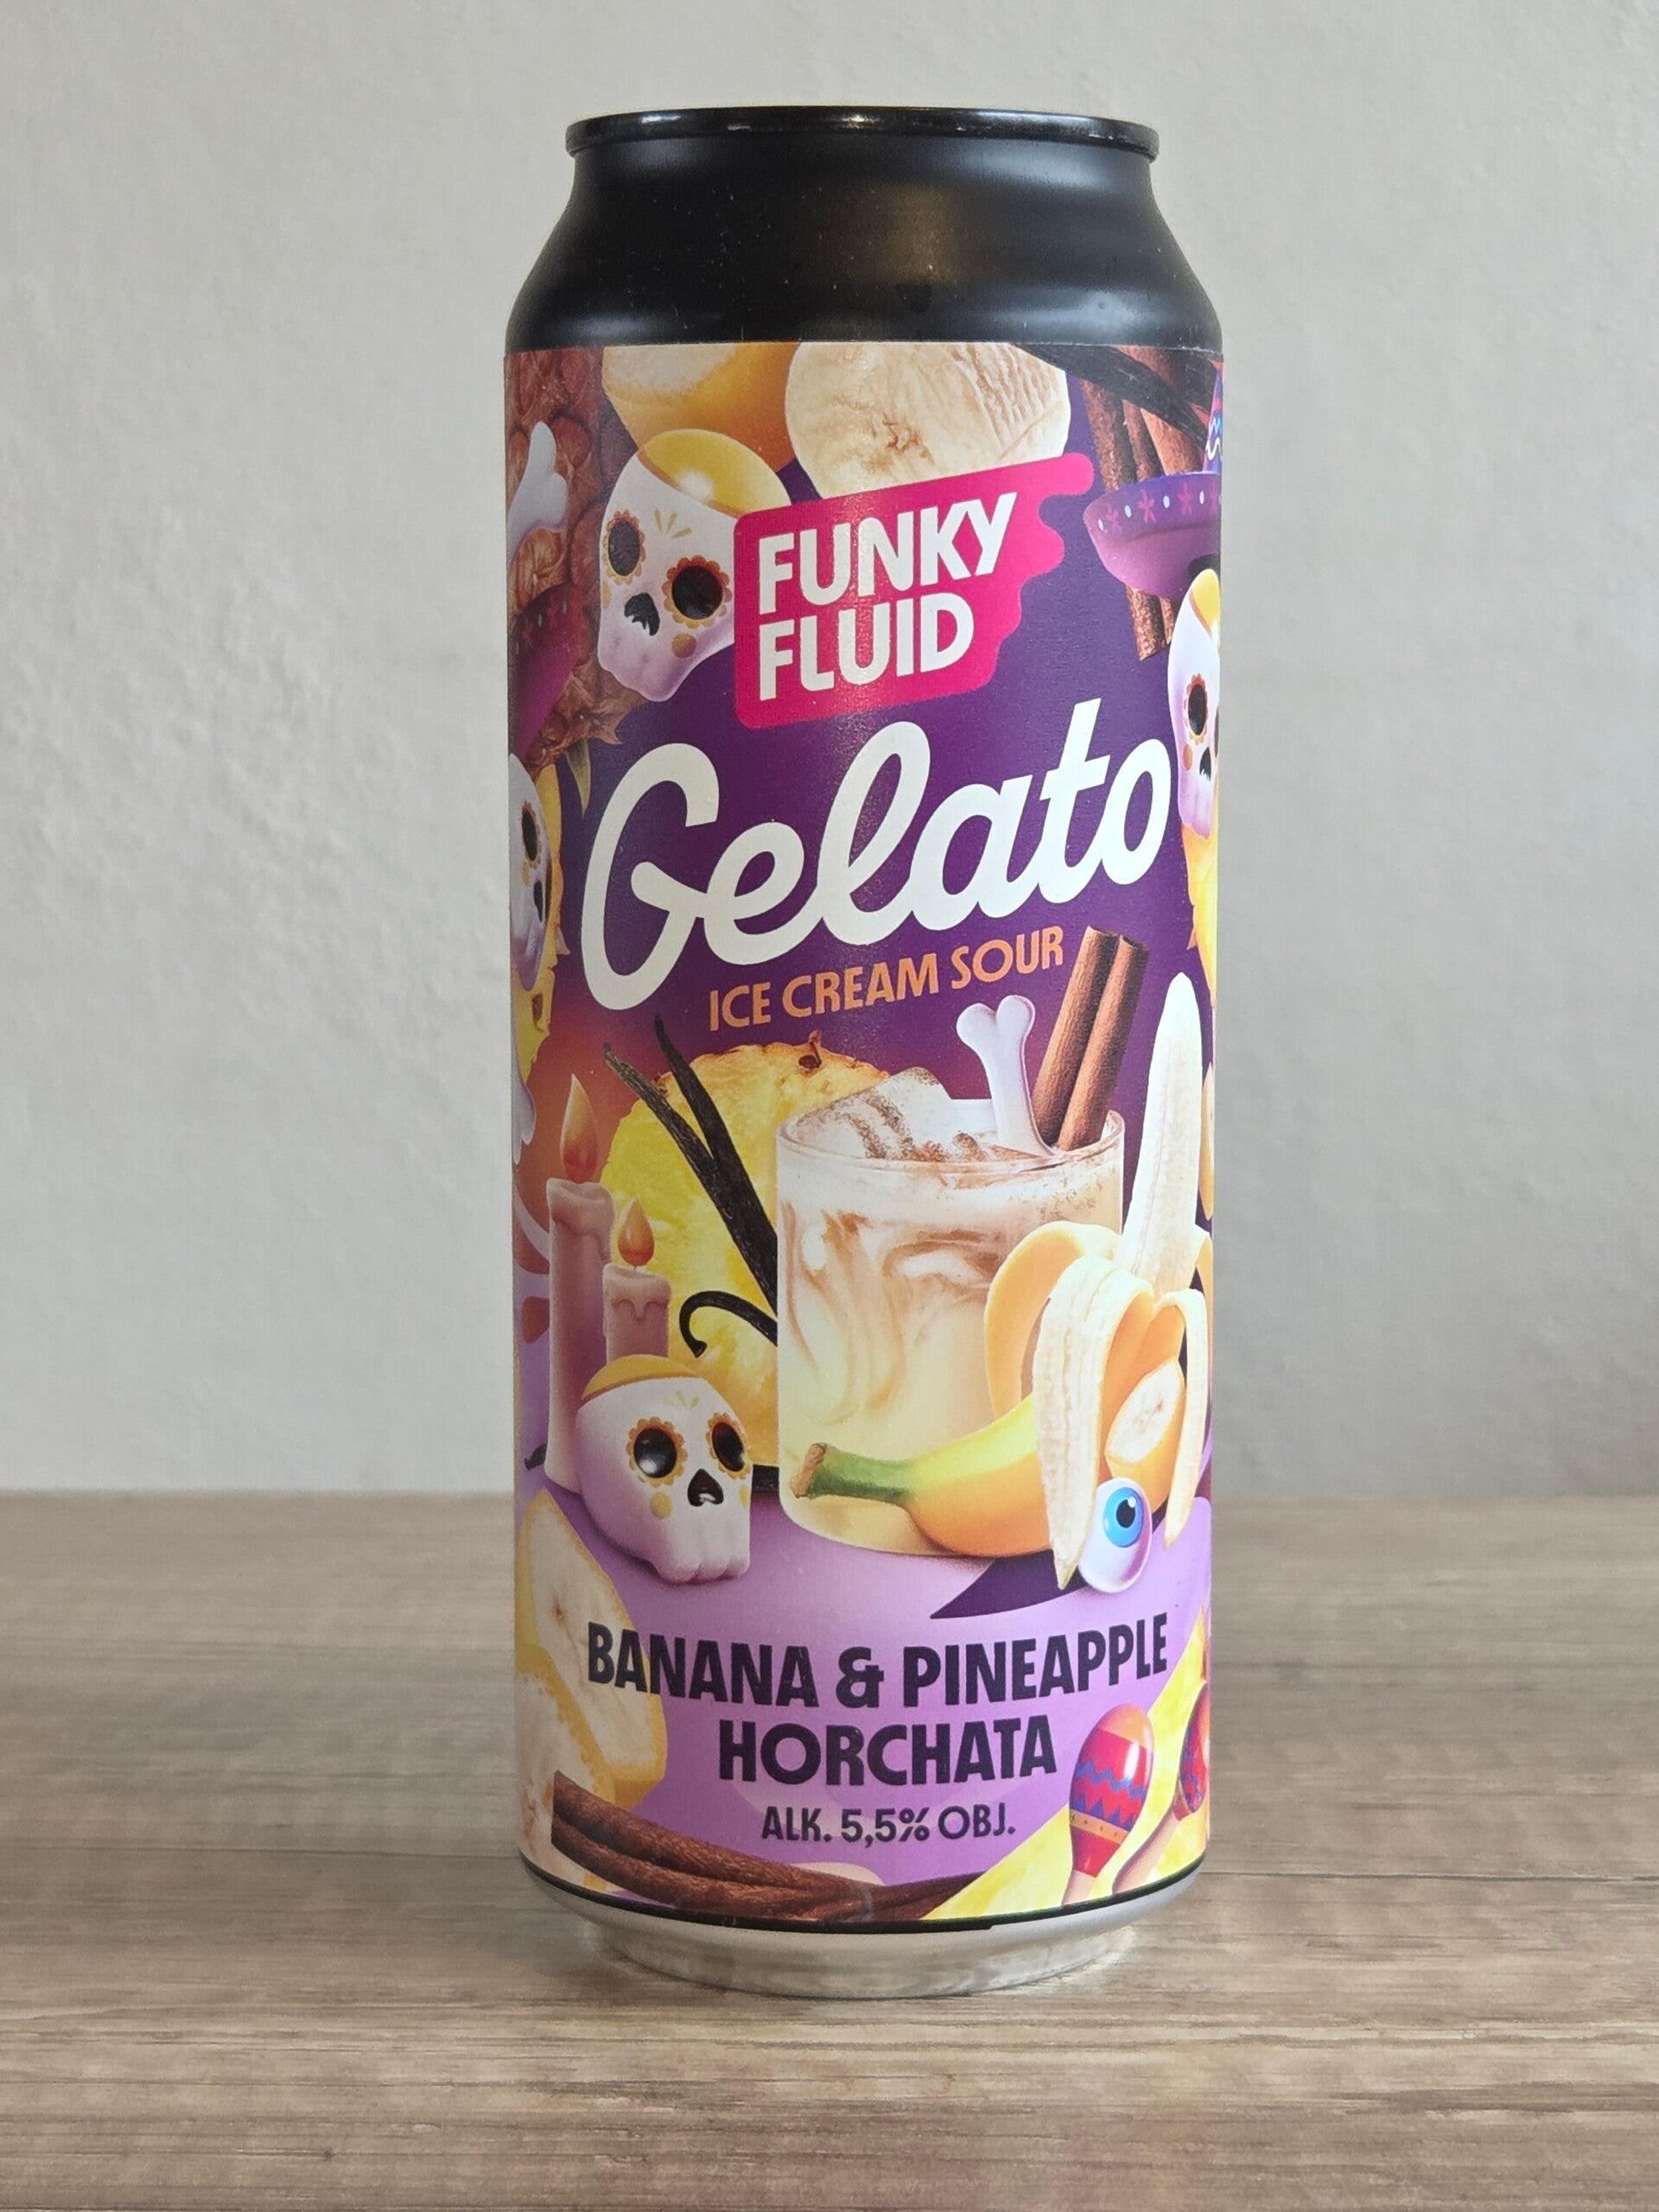 FUNKY
FLUID
Gelato
ICE CREAM SOUR
BANANA & PINEAPPLE
HORCHATA
ALK. 5,5% OBJ.